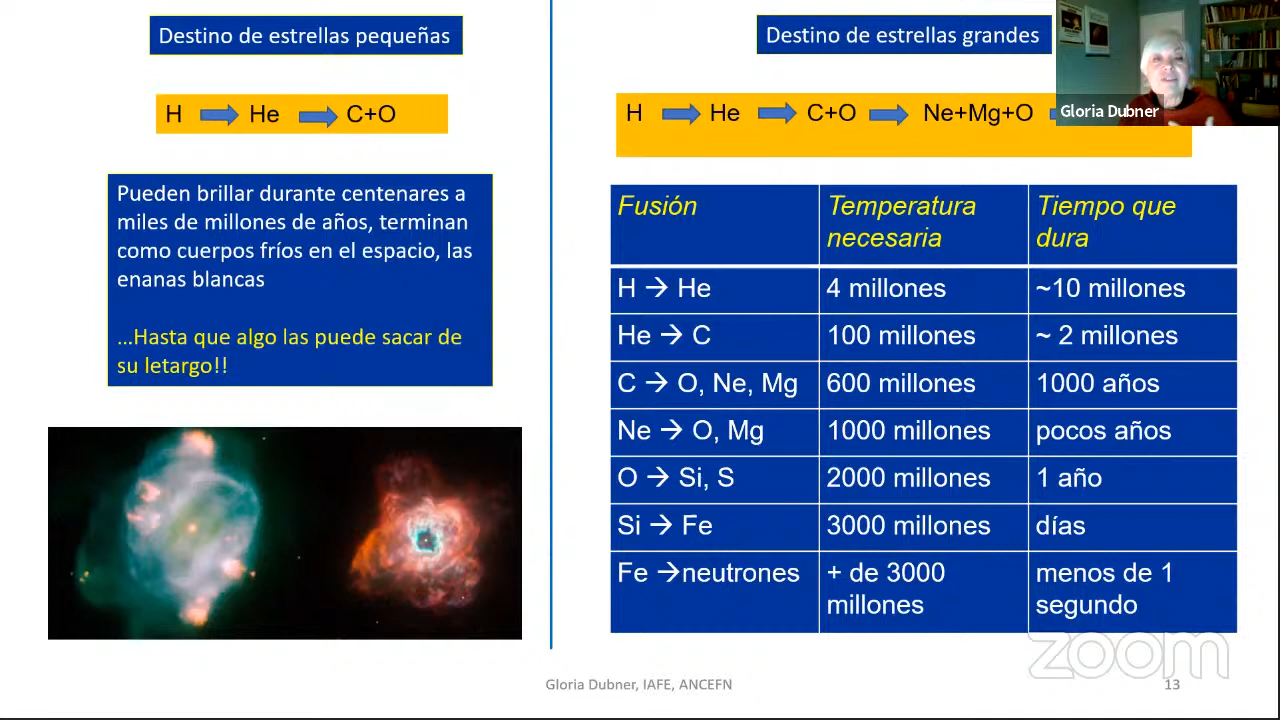 Destino de estrellas pequeñas
H He C+O
Pueden brillar durante centenares a
miles de millones de años, terminan
como cuerpos fríos en el espacio, las
enanas blancas
...Hasta que algo las puede sacar de
su letargo!!
Destino de estrellas grandes
H He C+O Ne+Mg+O
Gloria Dubner
Fusión Temperatura necesaria Tiempo que dura
H → He 4 millones ~10 millones
He → C 100 millones ~ 2 millones
C → O, Ne, Mg 600 millones 1000 años
Ne → O, Mg 1000 millones pocos años
O → Si, S 2000 millones 1 año
Si → Fe 3000 millones días
Fe →neutrones + de 3000 millones menos de 1 segundo
zoom
Gloria Dubner, IAFE, ANCEFN
13